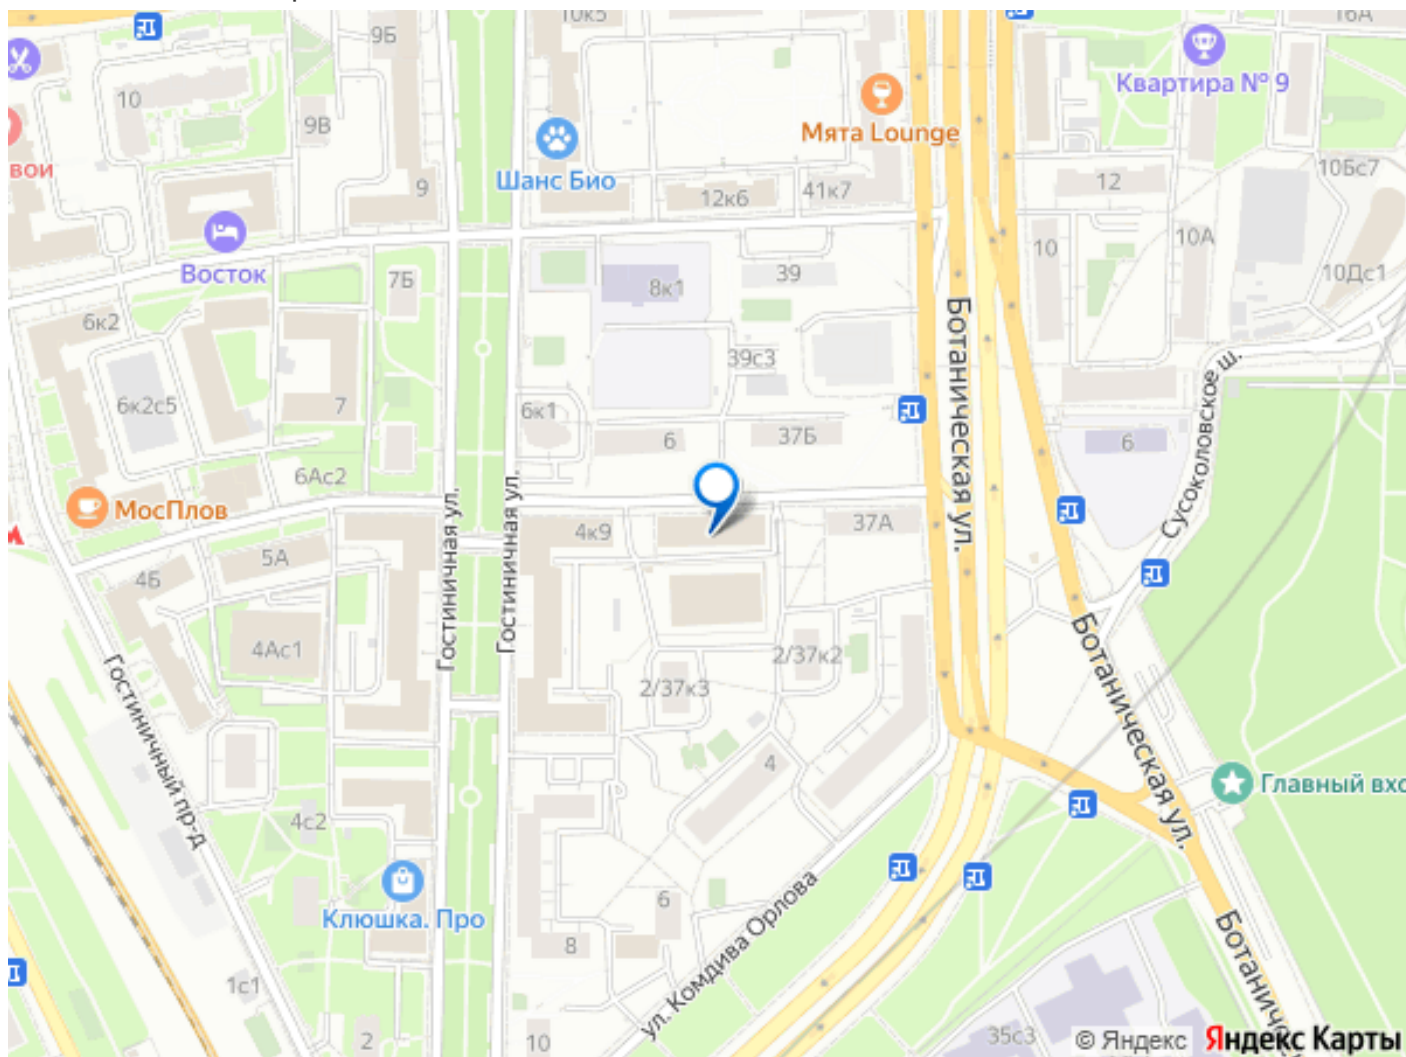 10к5
16А
9Б
Квартира № 9
10
9В
Мята Lounge
вои
9
Шанс Био
12к6
41к7
12
10Бс7
Восток
7Б
8к1
39
10
10А
10Дс1
6к2
39с3
Ботаническая ул.
Сусоколовское ш.
6к2с5
7
6к1
6
37Б
6
6Ас2
МосПлов
Гостиничная ул.
Гостиничная ул.
4к9
37А
5А
4Б
4Ас1
2/37к2
2/37к3
Ботаническая ул.
Гостиничный пр-д
4
Главный вхо
4с2
Клюшка. Про
6
8
ул. Комдива Орлова
Ботаничес
1с1
2
10
35с3
© Яндекс Яндекс Карты